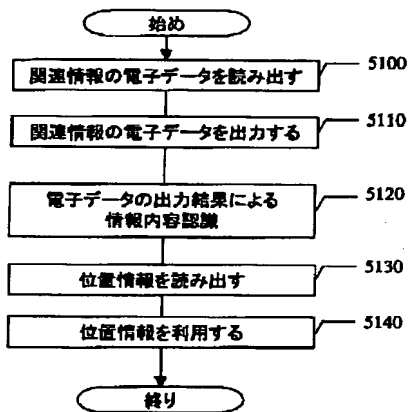 始め
関連情報の電子データを読み出す
5100
関連情報の電子データを出力する
5110
電子データの出力結果による
情報内容認識
5120
位置情報を読み出す
5130
位置情報を利用する
5140
終り